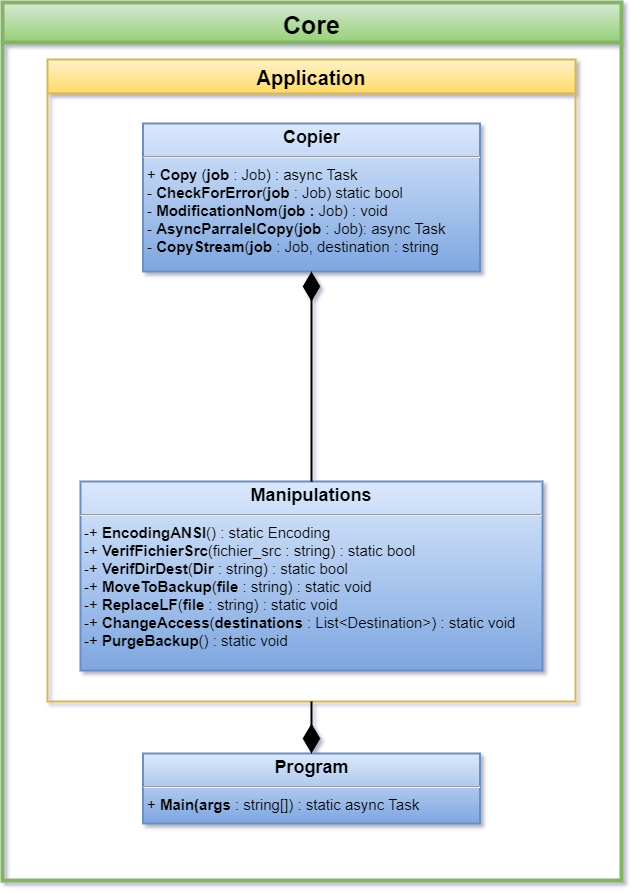 Core
Application
Copier
+ Copy (job : Job) : async Task
- CheckForError(job : Job) static bool
- ModificationNom(job : Job) : void
- AsyncParralelCopy(job : Job): async Task
- CopyStream(job : Job, destination : string
Manipulations
-+ EncodingANSI() : static Encoding
-+ VerifFichierSrc(fichier_src : string) : static bool
-+ VerifDirDest(Dir : string) : static bool
-+ MoveToBackup(file : string) : static void
-+ ReplaceLF(file : string) : static void
-+ ChangeAccess(destinations : List<Destination>) : static void
-+ PurgeBackup() : static void
Program
+ Main(args : string[]) : static async Task